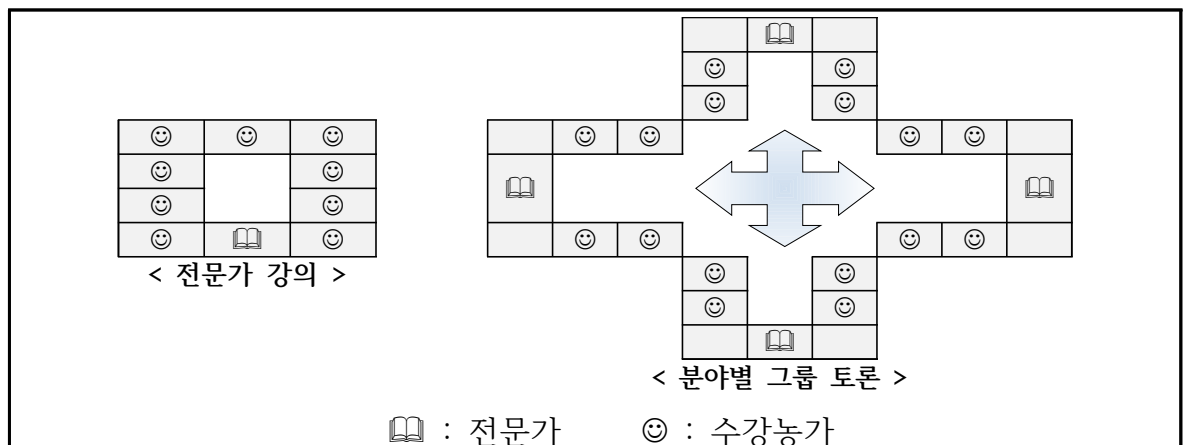 < 전문가 강의 >
< 분야별 그룹 토론 >
🕮 : 전문가 ☺ : 수강농가